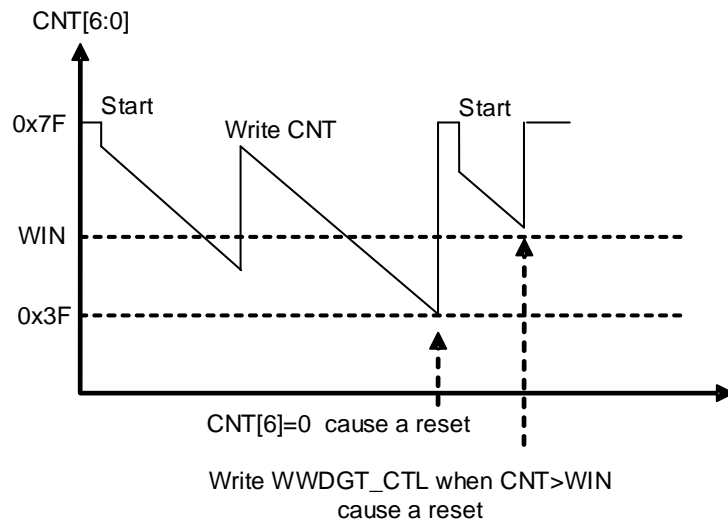 CNT[6:0]
Start
Start
0x7F
Write CNT
WIN
0x3F
CNT[6]=0 cause a reset
Write WWDGT_CTL when CNT>WIN
cause a reset